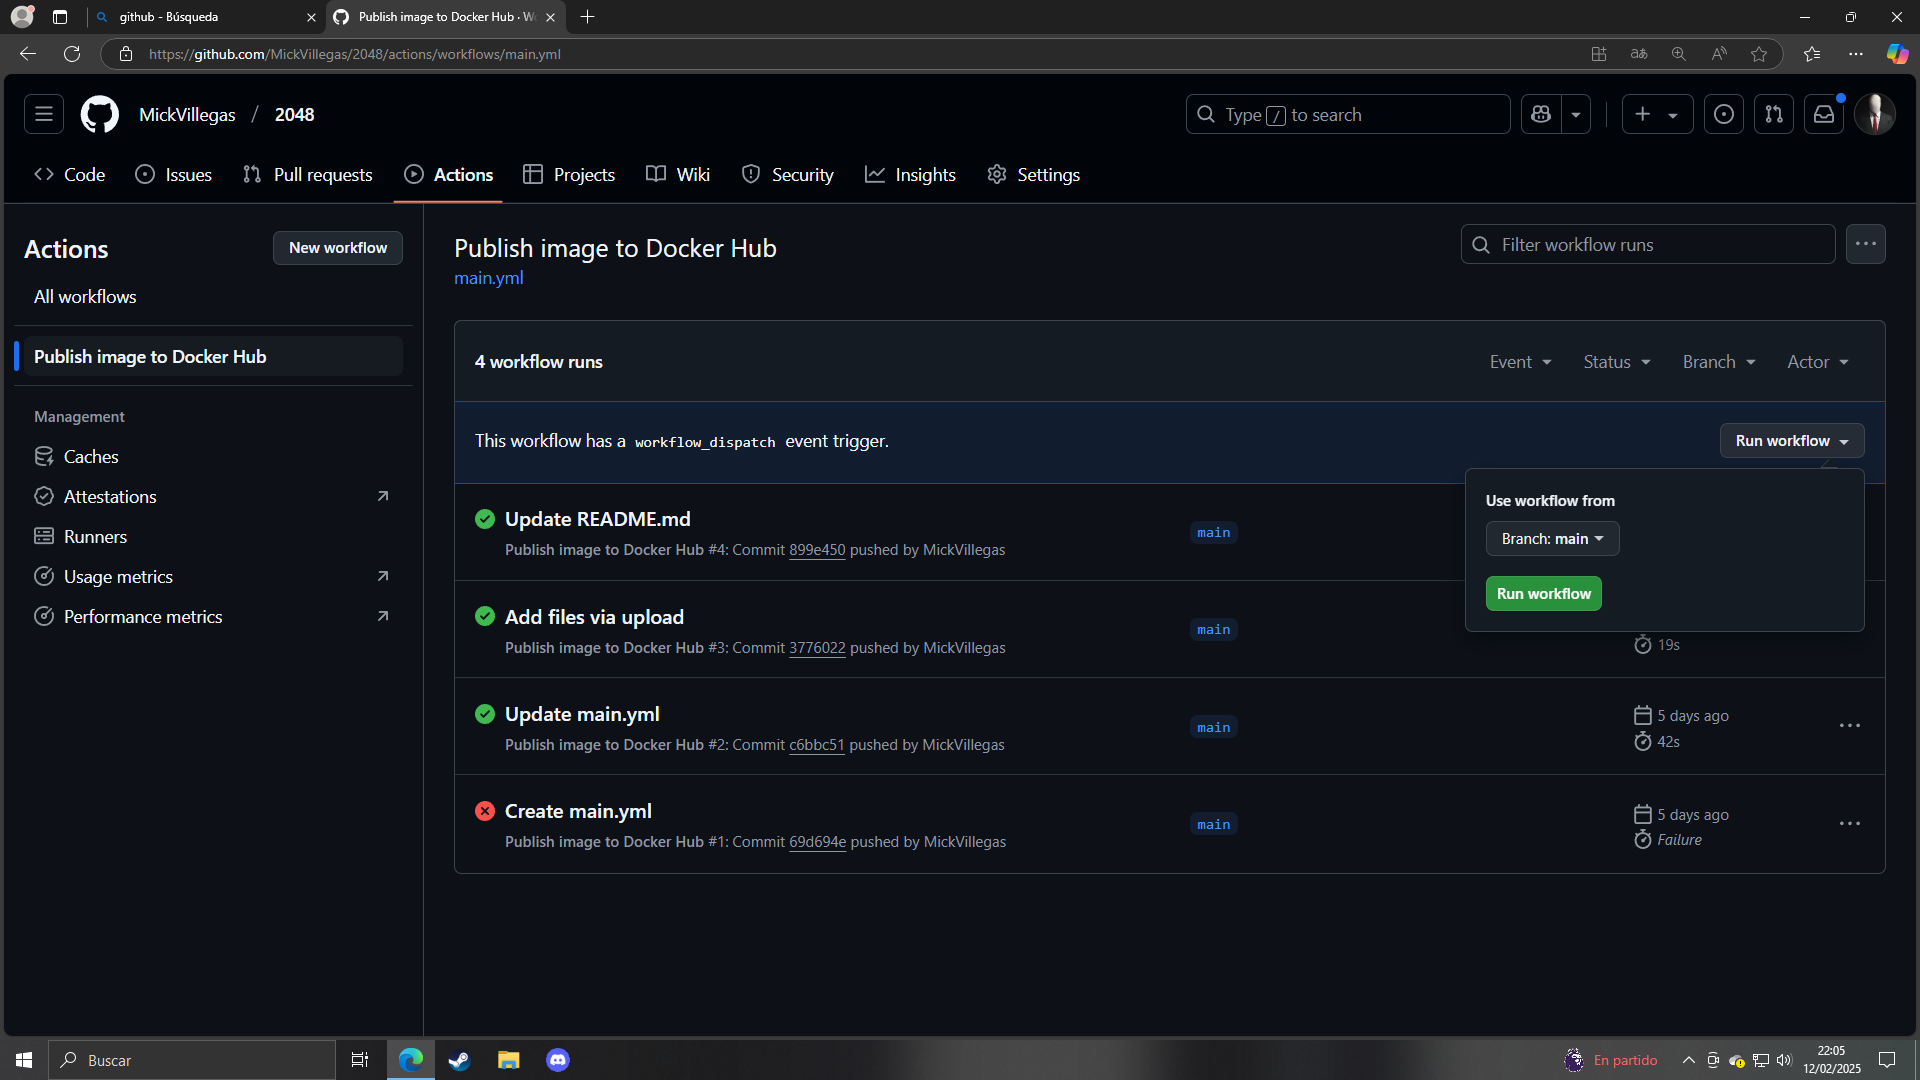 github - Búsqueda
Publish image to Docker Hub · W
https://github.com/MickVillegas/2048/actions/workflows/main.yml
MickVillegas / 2048
Type / to search
Code
Issues
Pull requests
Actions
Projects
Wiki
Security
Insights
Settings
Actions
New workflow
All workflows
Publish image to Docker Hub
Management
Caches
Attestations
Runners
Usage metrics
Performance metrics
Publish image to Docker Hub
main.yml
Filter workflow runs
4 workflow runs
Event
Status
Branch
Actor
This workflow has a workflow_dispatch event trigger.
Run workflow
Use workflow from
Branch: main
Run workflow
Update README.md
Publish image to Docker Hub #4: Commit 899e450 pushed by MickVillegas
main
Add files via upload
Publish image to Docker Hub #3: Commit 3776022 pushed by MickVillegas
main
19s
Update main.yml
Publish image to Docker Hub #2: Commit c6bbc51 pushed by MickVillegas
main
5 days ago
42s
Create main.yml
Publish image to Docker Hub #1: Commit 69d694e pushed by MickVillegas
main
5 days ago
Failure
Buscar
En partido
22:05
12/02/2025